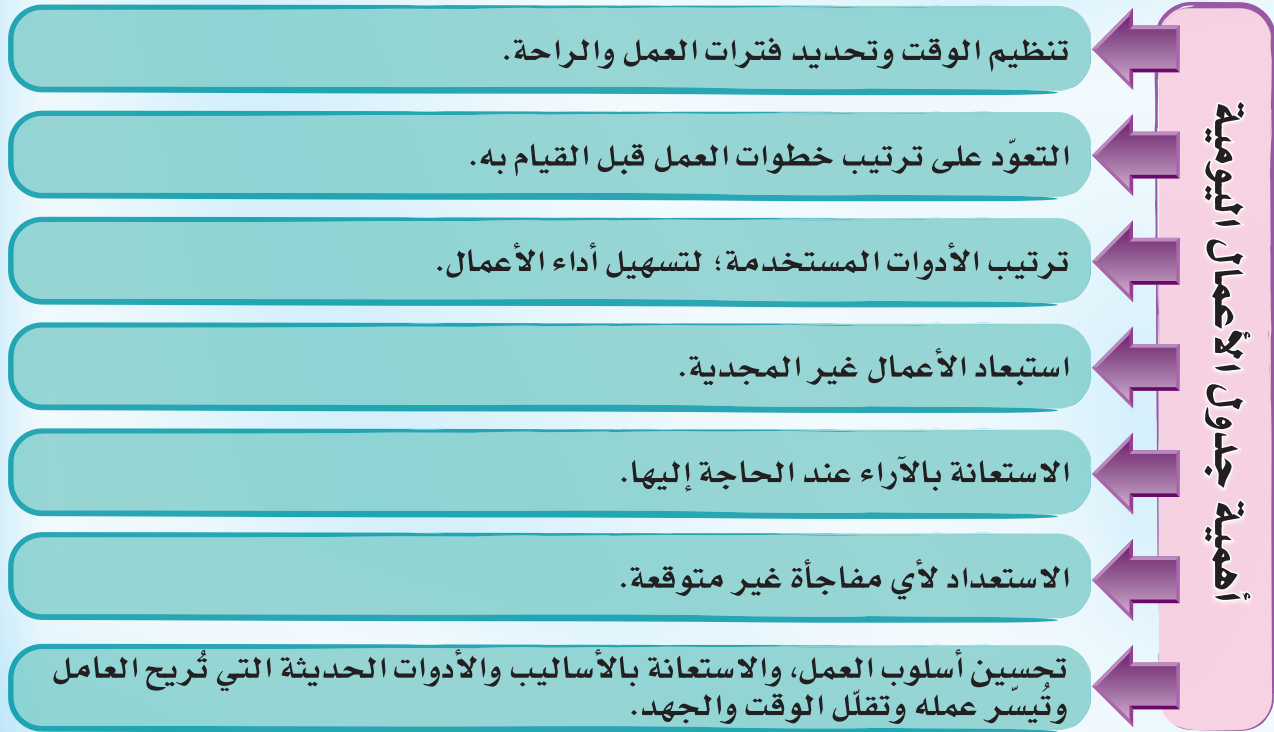 أهمية جدول الأعمال اليومية
تنظيم الوقت وتحديد فترات العمل والراحة.
التعوّد على ترتيب خطوات العمل قبل القيام به.
ترتيب الأدوات المستخدمة؛ لتسهيل أداء الأعمال.
استبعاد الأعمال غير المجدية.
الاستعانة بالآراء عند الحاجة إليها.
الاستعداد لأي مفاجأة غير متوقعة.
تحسين أسلوب العمل، والاستعانة بالأساليب والأدوات الحديثة التي تُريح العامل
وتُيسّر عمله وتقلّل الوقت والجهد.